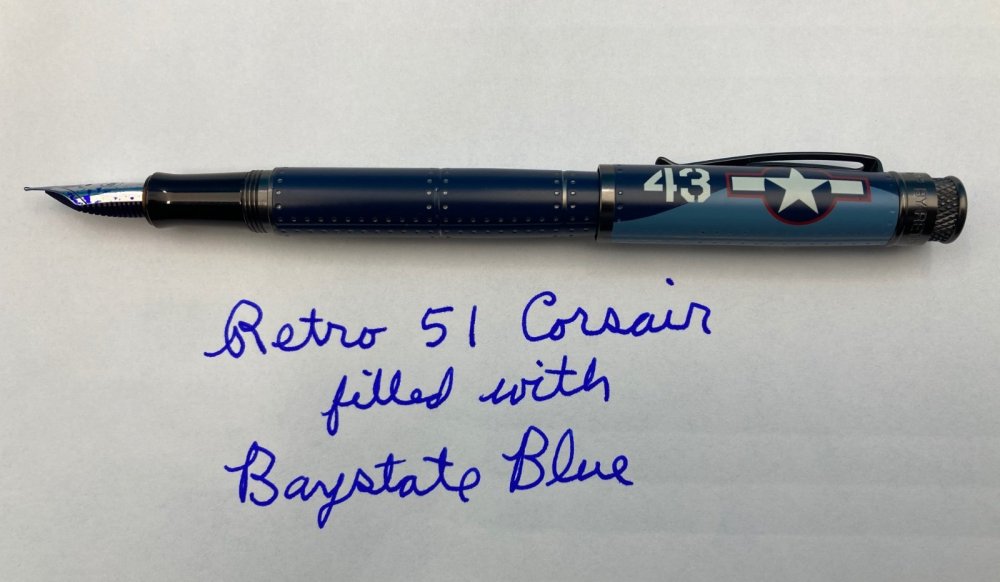 43
Retro 51 Corsair
filled with
Baystate Blue